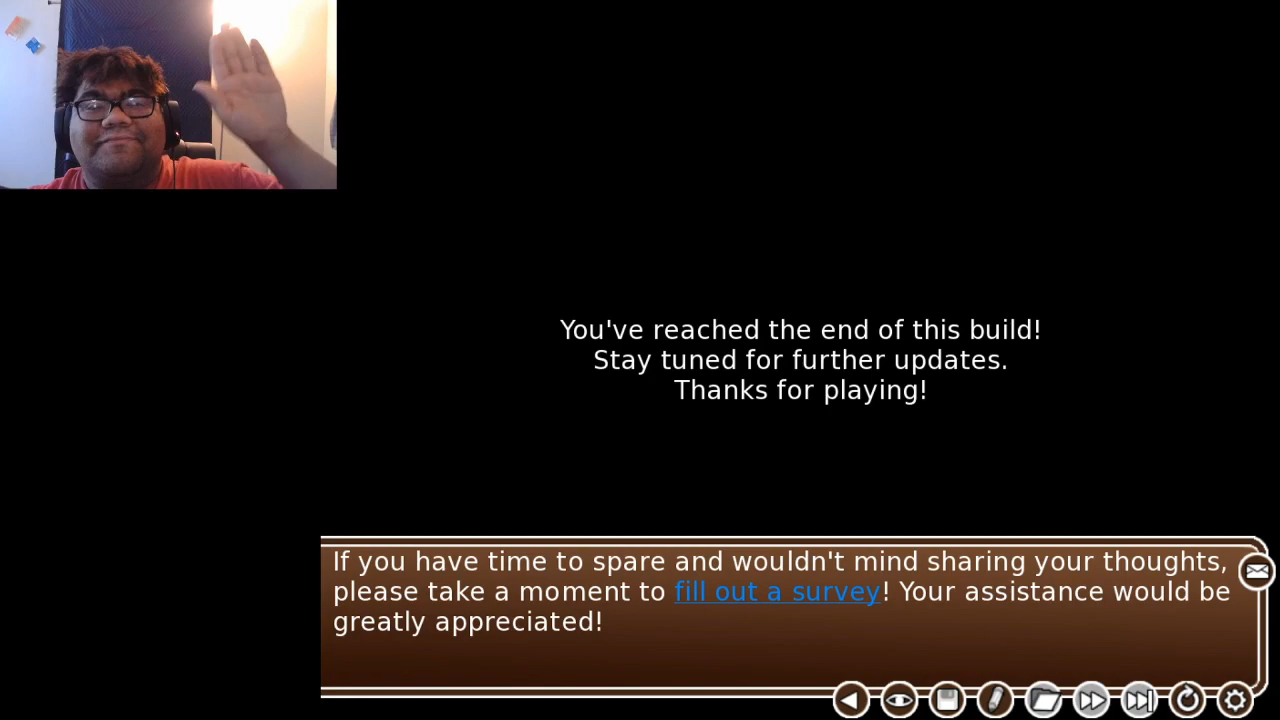 You've reached the end of this build!
Stay tuned for further updates.
Thanks for playing!
If you have time to spare and wouldn't mind sharing your thoughts,
please take a moment to fill out a survey! Your assistance would be
greatly appreciated!